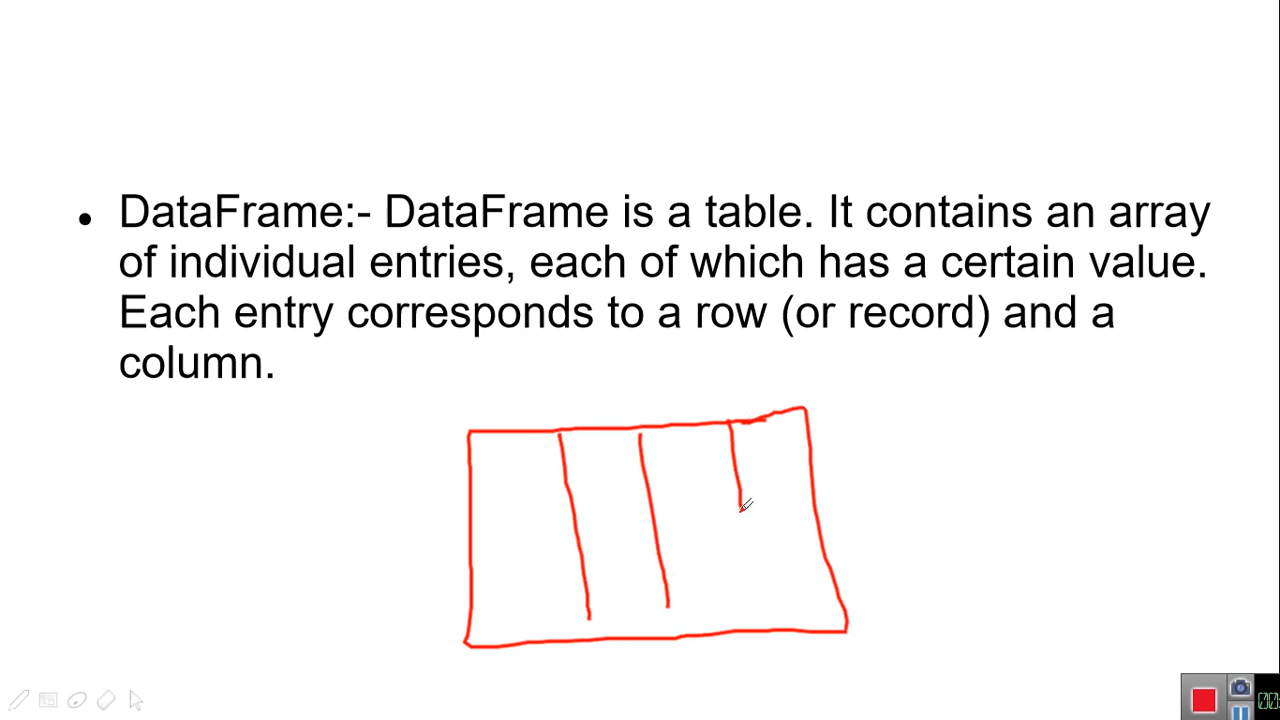 DataFrame:- DataFrame is a table. It contains an array
of individual entries, each of which has a certain value.
Each entry corresponds to a row (or record) and a
column.